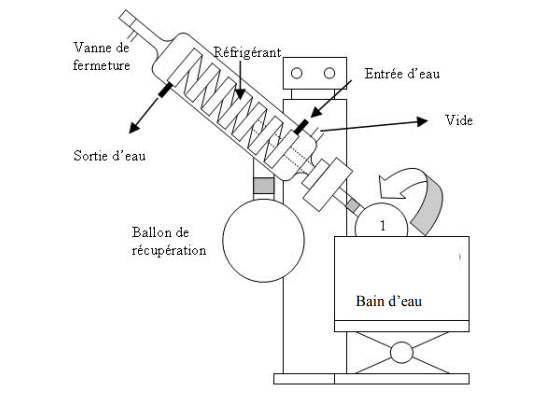 Vanne de
fermeture
Réfrigérant
Entrée d'eau
Vide
Sortie d'eau
Ballon de
récupération
1
Bain d'eau